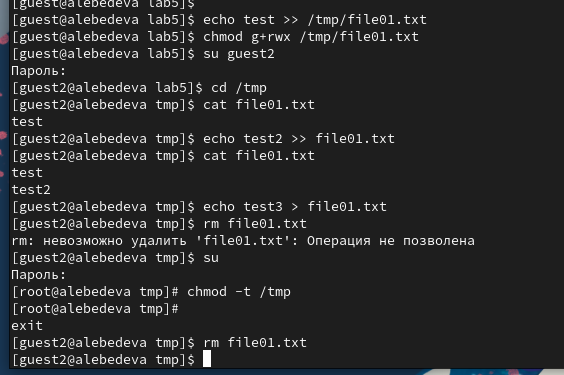 [guest@alebedeva lab5]$
[guest@alebedeva lab5]$ echo test >> /tmp/file01.txt
[guest@alebedeva lab5]$ chmod g+rwx /tmp/file01.txt
[guest@alebedeva lab5]$ su guest2
Пароль:
[guest2@alebedeva lab5]$ cd /tmp
[guest2@alebedeva tmp]$ cat file01.txt
test
[guest2@alebedeva tmp]$ echo test2 >> file01.txt
[guest2@alebedeva tmp]$ cat file01.txt
test
test2
[guest2@alebedeva tmp]$ echo test3 > file01.txt
[guest2@alebedeva tmp]$ rm file01.txt
rm: невозможно удалить 'file01.txt': Операция не позволена
[guest2@alebedeva tmp]$ su
Пароль:
[root@alebedeva tmp]# chmod -t /tmp
[root@alebedeva tmp]#
exit
[guest2@alebedeva tmp]$ rm file01.txt
[guest2@alebedeva tmp]$